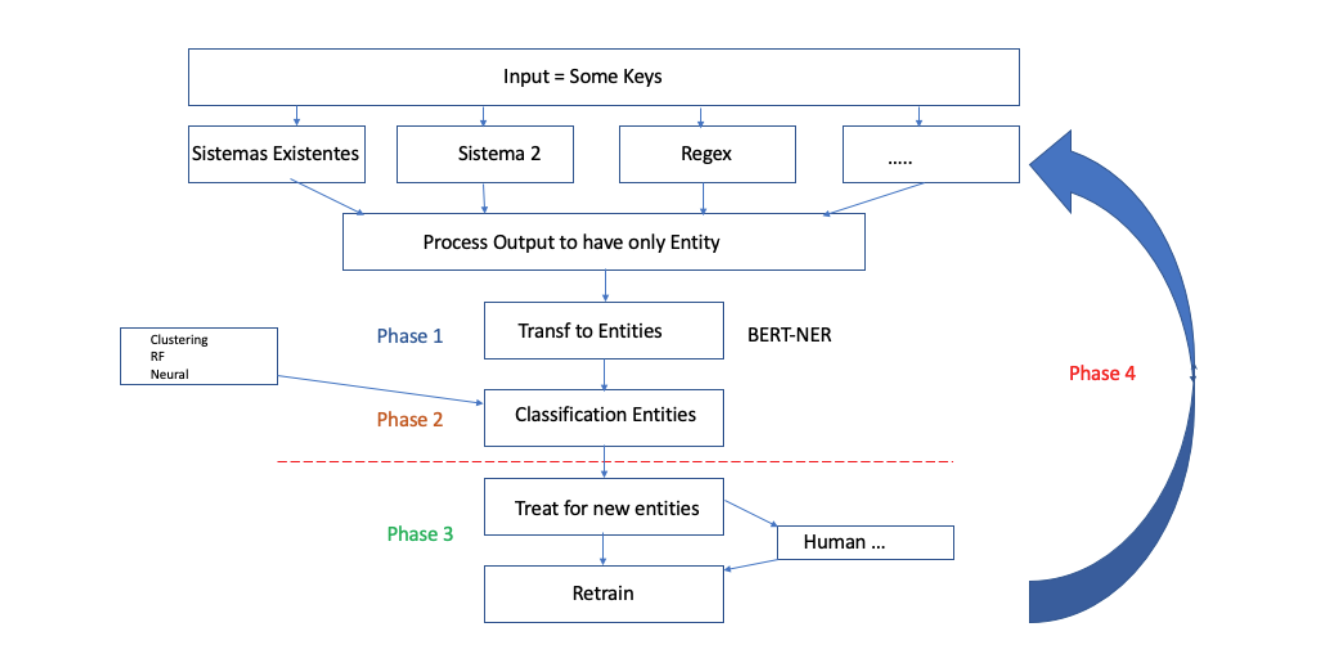 Input = Some Keys
Sistemas Existentes
Sistema 2
Regex
.....
Process Output to have only Entity
Phase 1
Transf to Entities
BERT-NER
Clustering
RF
Neural
Phase 4
Phase 2
Classification Entities
Treat for new entities
Phase 3
Human ...
Retrain